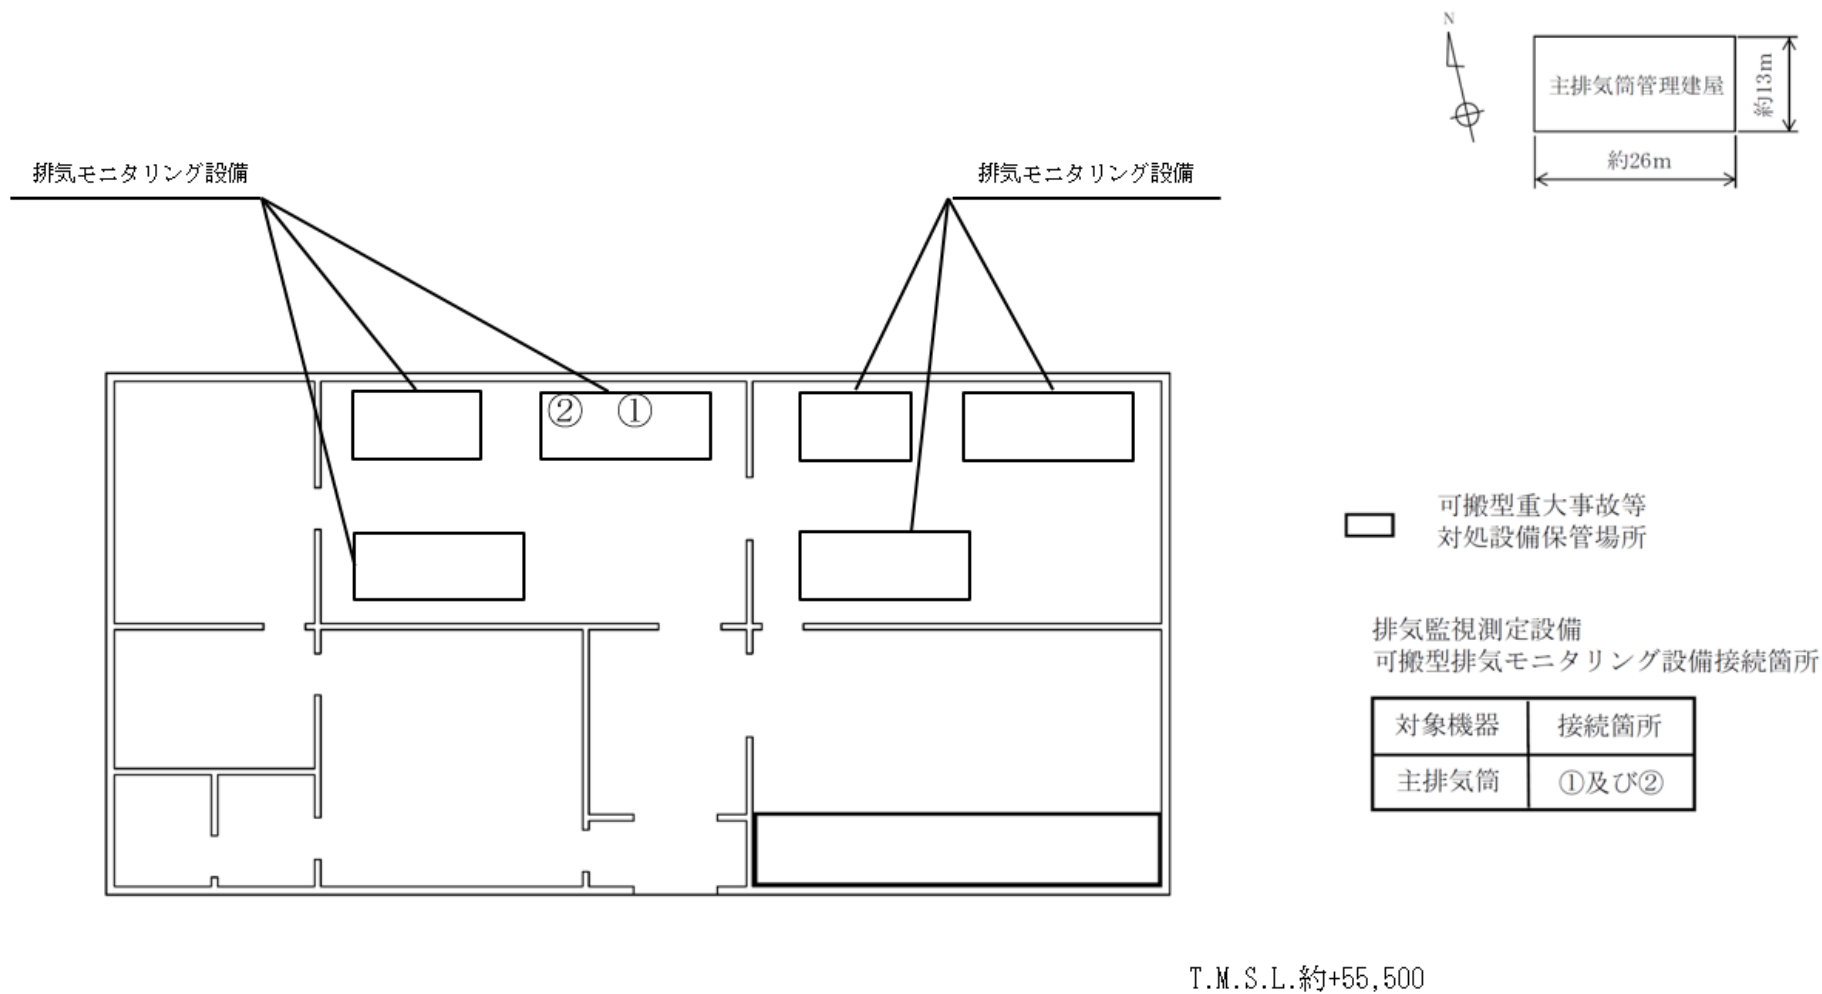 N
主排気筒管理建屋
約13m
約26m
排気モニタリング設備
排気モニタリング設備
② ①
可搬型重大事故等
対処設備保管場所
排気監視測定設備
可搬型排気モニタリング設備接続箇所
対象機器 接続箇所
主排気筒 ①及び②
T.M.S.L.約+55,500